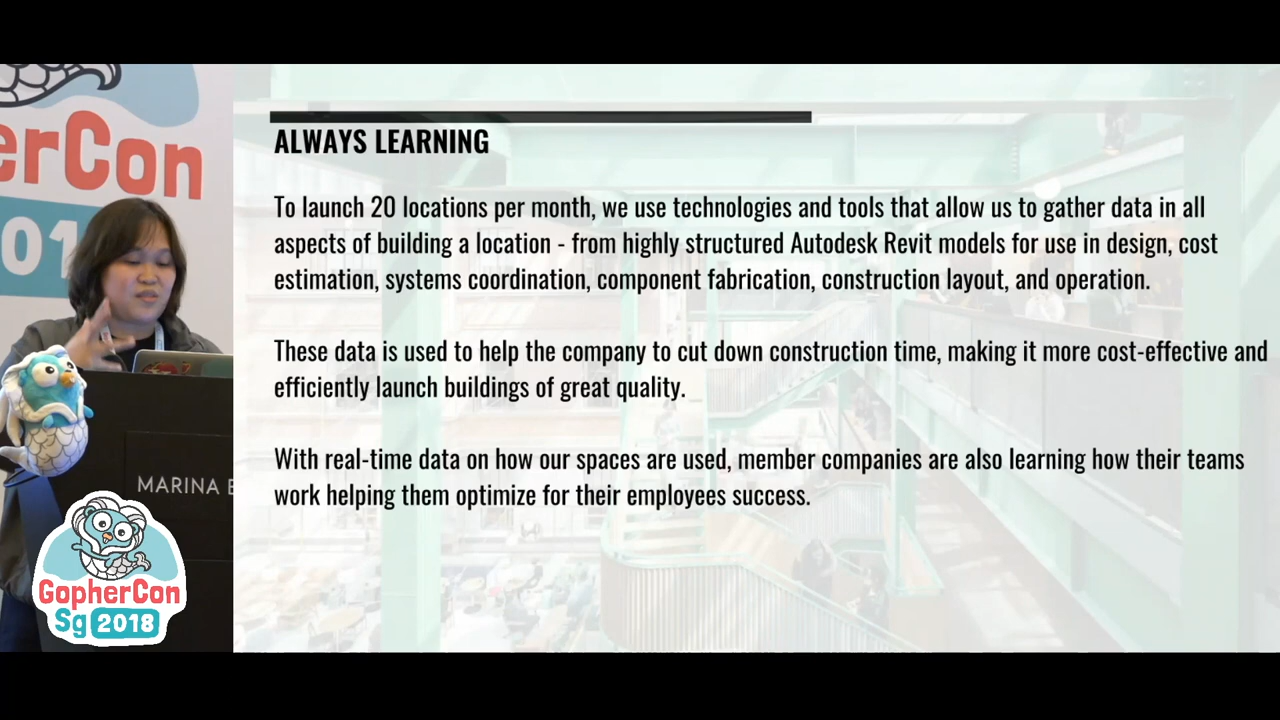 erCon
01
MARINA B
GopherCon
Sg 2018
ALWAYS LEARNING
To launch 20 locations per month, we use technologies and tools that allow us to gather data in all
aspects of building a location - from highly structured Autodesk Revit models for use in design, cost
estimation, systems coordination, component fabrication, construction layout, and operation.
These data is used to help the company to cut down construction time, making it more cost-effective and
efficiently launch buildings of great quality.
With real-time data on how our spaces are used, member companies are also learning how their teams
work helping them optimize for their employees success.